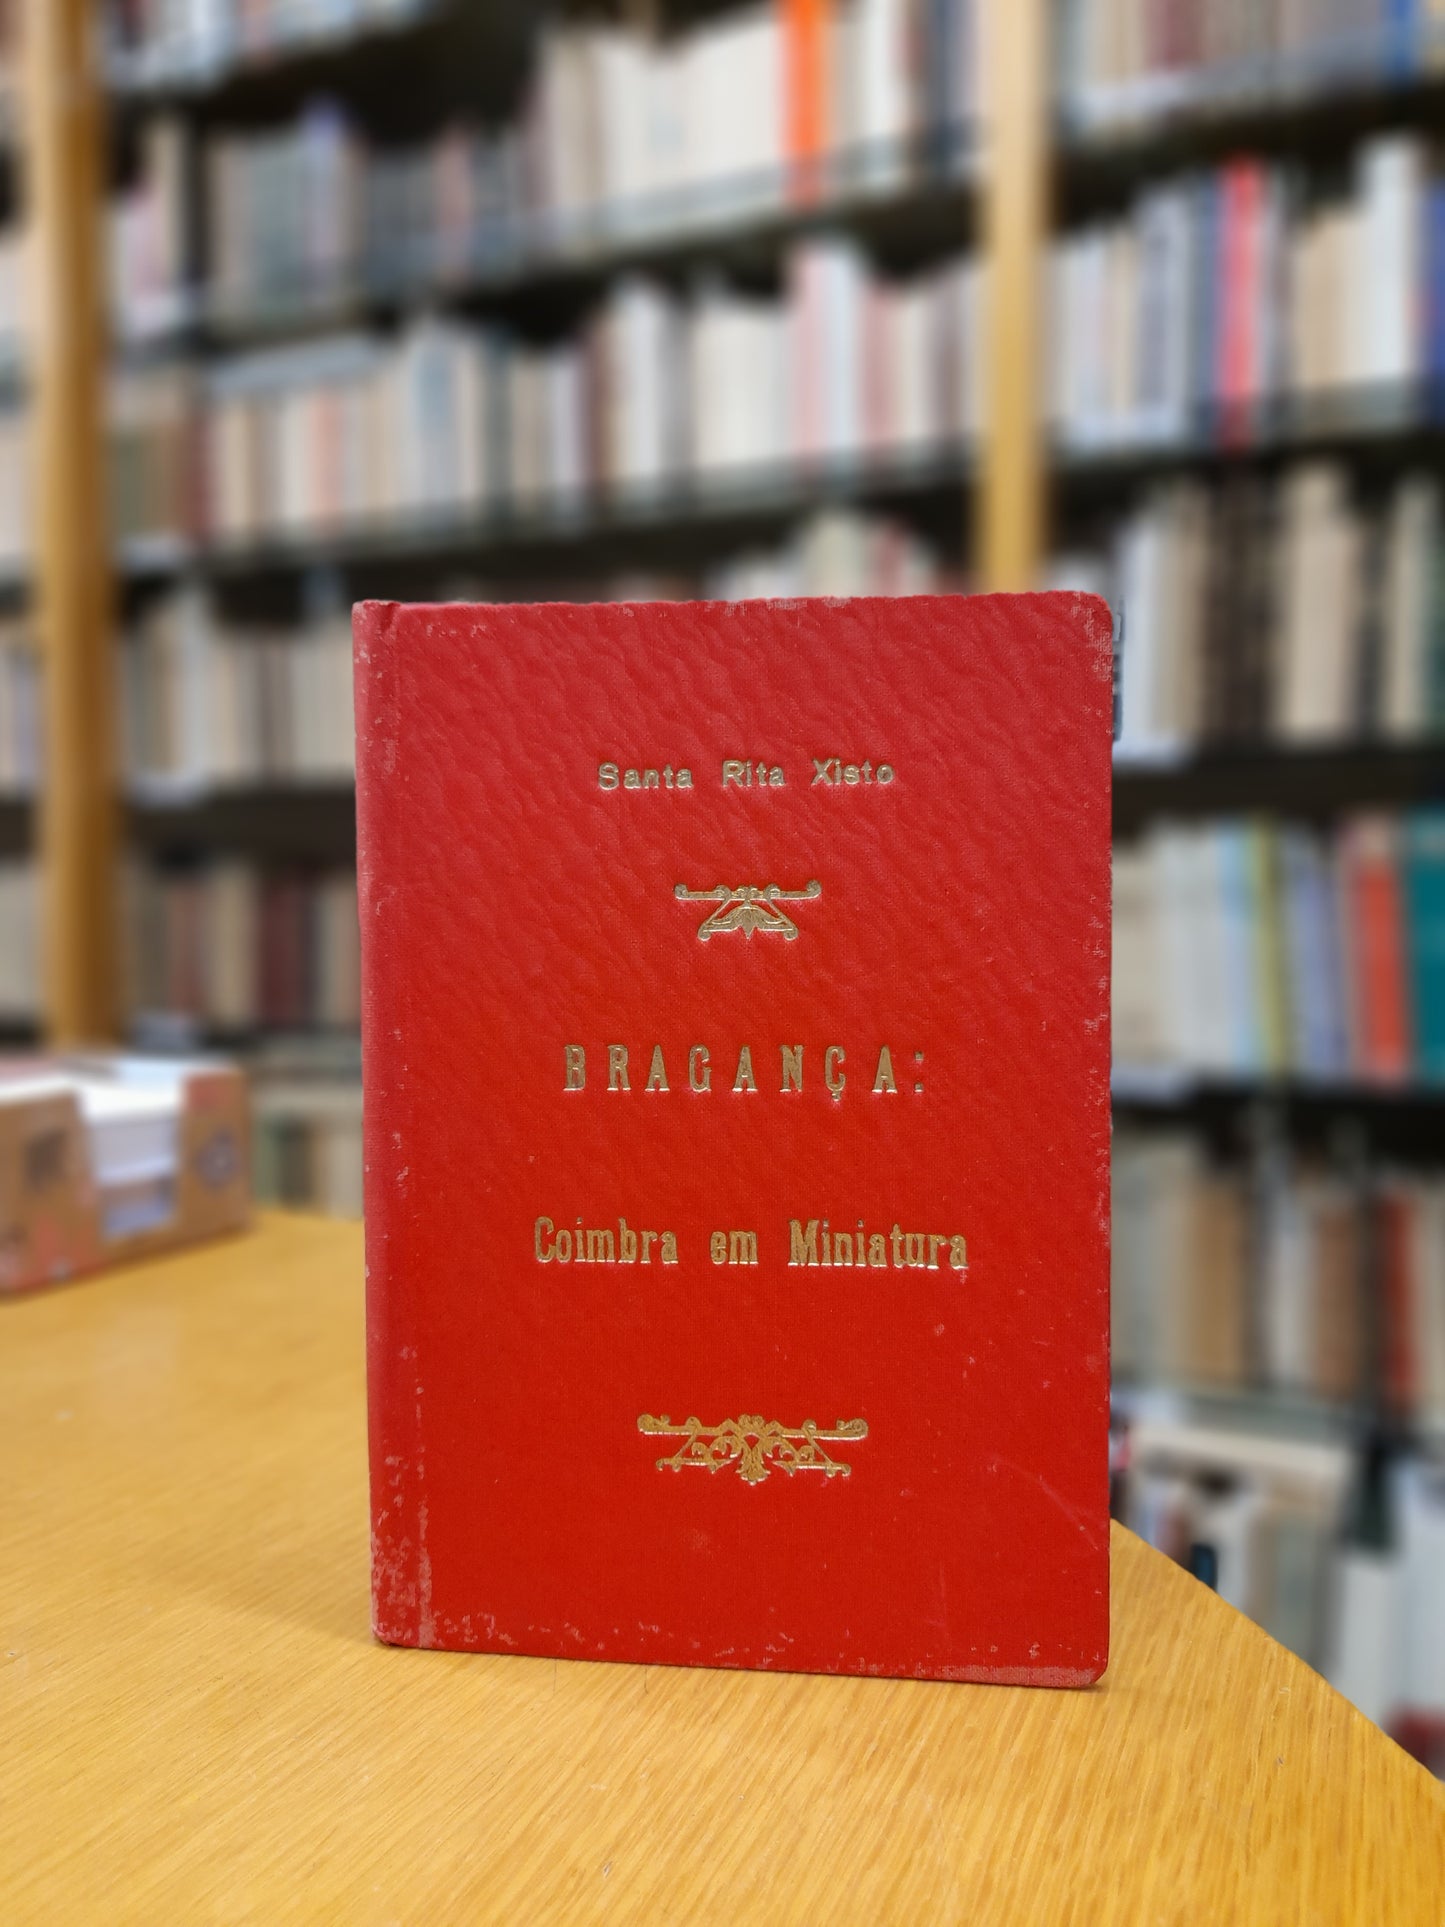 Santa Rita Xisto
BRAGANÇA:
Coimbra em Miniatura